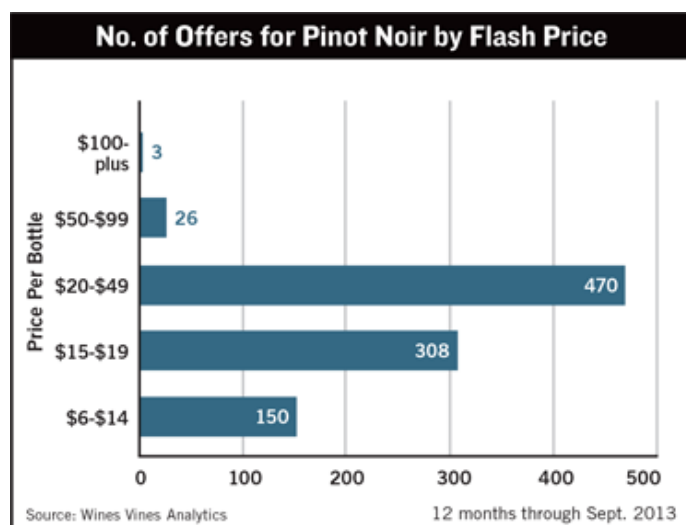 No. of Offers for Pinot Noir by Flash Price
Price Per Bottle
$100-
plus
3
$50-$99
26
$20-$49
470
$15-$19
308
$6-$14
150
0 100 200 300 400 500
Source: Wines Vines Analytics
12 months through Sept. 2013